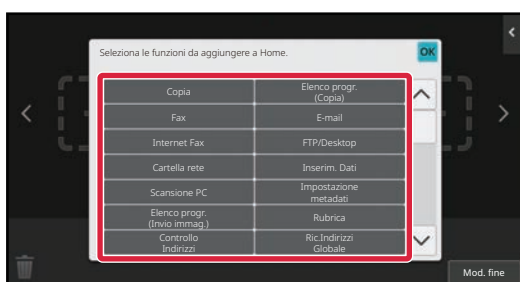 Seleziona le funzioni da aggiungere a Home.
OK
Copia
Elenco progr.
(Copia)
Fax
E-mail
Internet Fax
FTP/Desktop
Cartella rete
Inserim. Dati
Scansione PC
Impostazione
metadati
Elenco progr.
(Invio immag.)
Rubrica
Controllo
Indirizzi
Ric.Indirizzi
Globale
Mod. fine